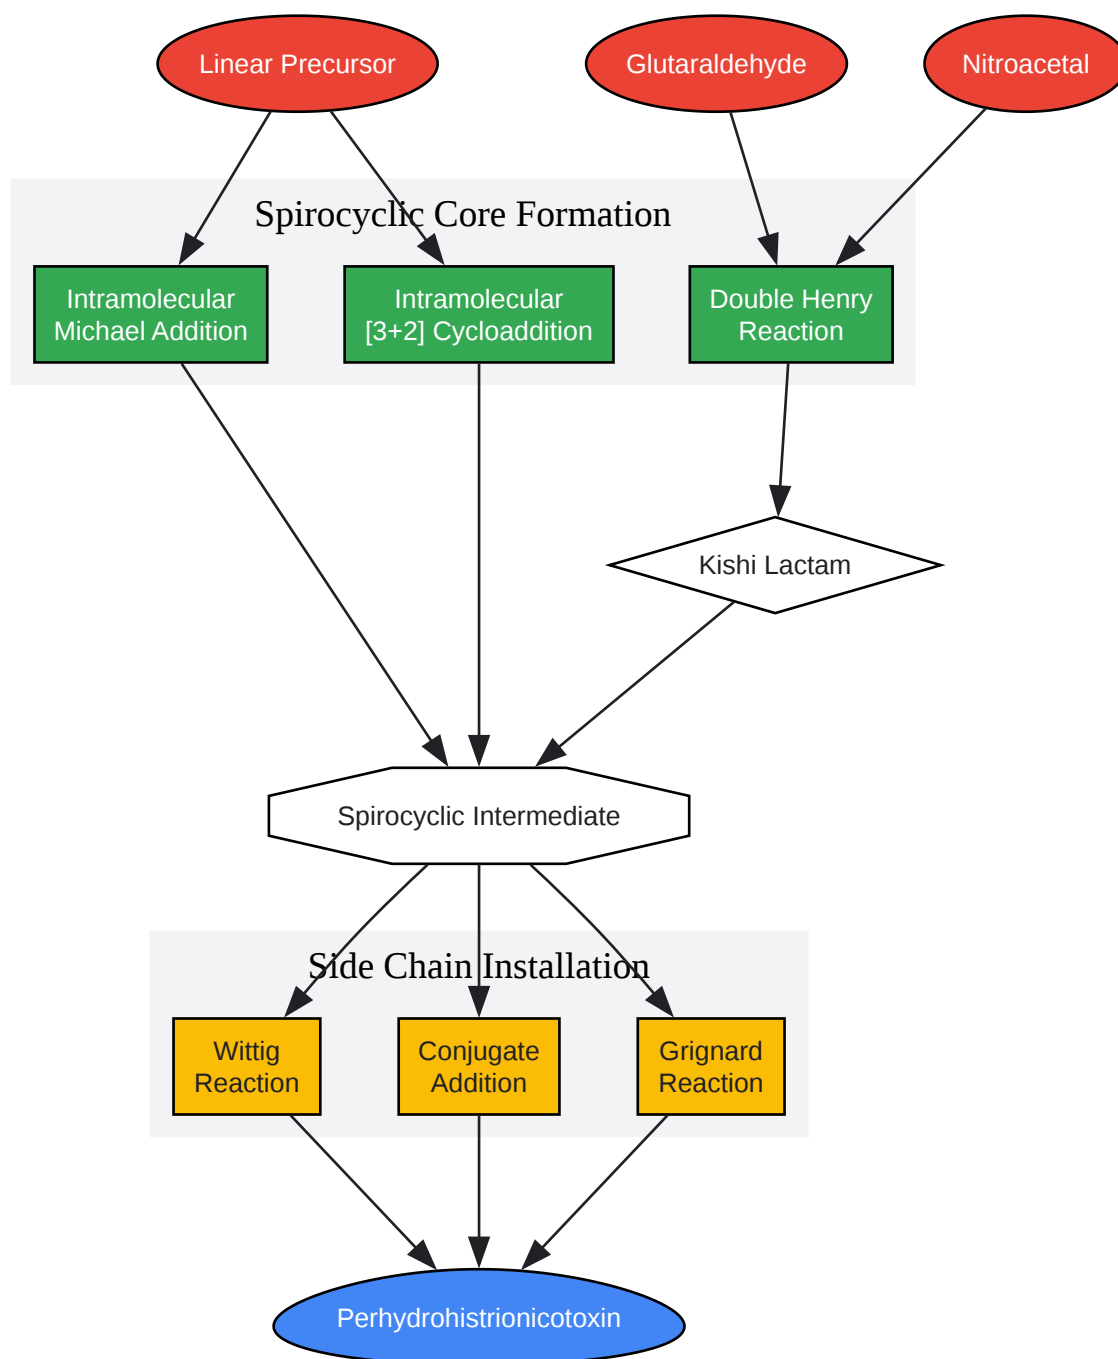 Linear Precursor
Glutaraldehyde
Nitroacetal
Spirocyclic Core Formation
Intramolecular
Michael Addition
Intramolecular
[3+2] Cycloaddition
Double Henry
Reaction
Kishi Lactam
Spirocyclic Intermediate
Side Chain Installation
Wittig
Reaction
Conjugate
Addition
Grignard
Reaction
Perhydrohistrionicotoxin